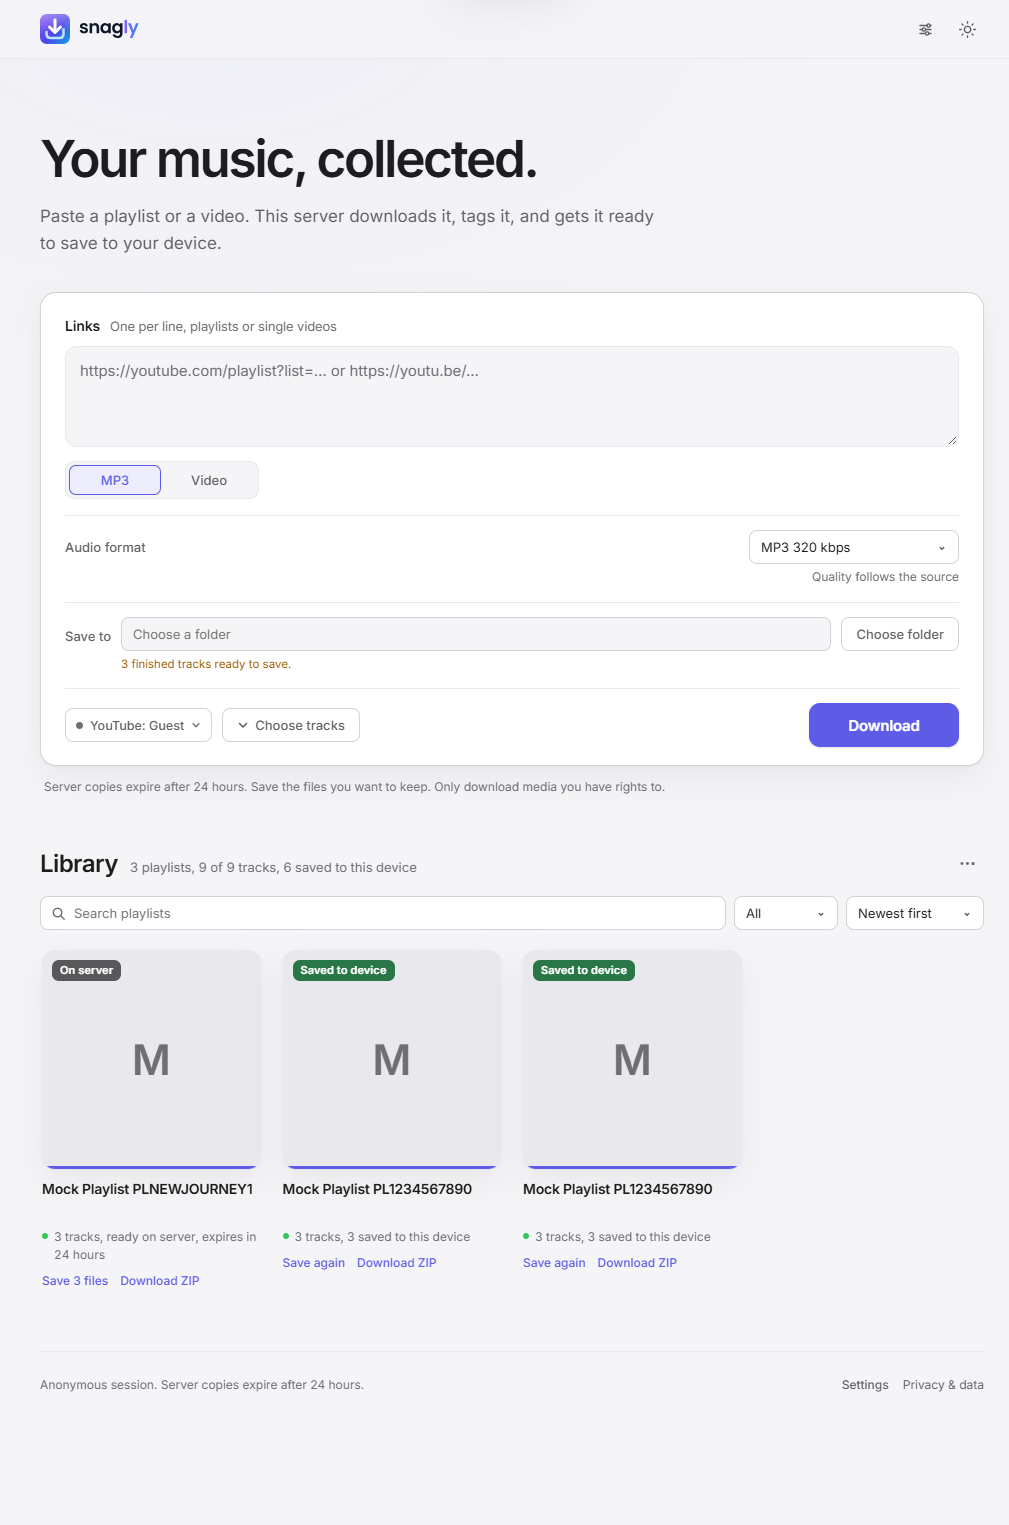 snagly
Your music, collected.
Paste a playlist or a video. This server downloads it, tags it, and gets it ready
to save to your device.
Links One per line, playlists or single videos
https://youtube.com/playlist?list=... or https://youtu.be/...
MP3 Video
Audio format MP3 320 kbps
Quality follows the source
Save to Choose a folder Choose folder
3 finished tracks ready to save.
YouTube: Guest Choose tracks Download
Server copies expire after 24 hours. Save the files you want to keep. Only download media you have rights to.
Library 3 playlists, 9 of 9 tracks, 6 saved to this device
Search playlists All Newest first
On server Saved to device Saved to device
M M M
Mock Playlist PLNEWJOURNEY1 Mock Playlist PL1234567890 Mock Playlist PL1234567890
3 tracks, ready on server, expires in 3 tracks, 3 saved to this device 3 tracks, 3 saved to this device
24 hours
Save again Download ZIP Save again Download ZIP
Save 3 files Download ZIP
Anonymous session. Server copies expire after 24 hours. Settings Privacy & data